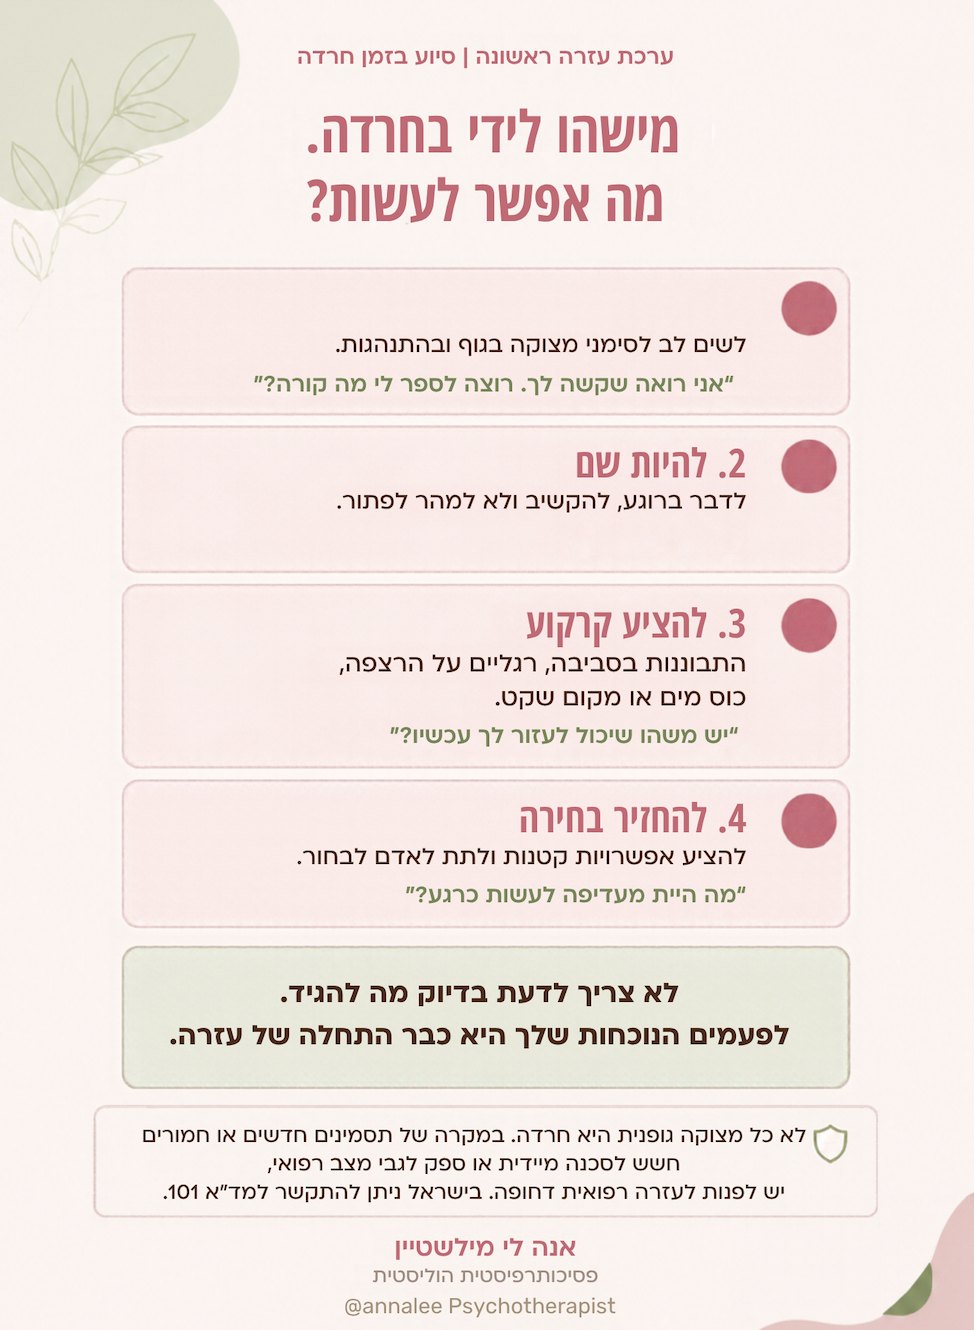 ערכת עזרה ראשונה | סיוע בזמן חרדה
מישהו לידי בחרדה.
מה אפשר לעשות?
לשים לב לסימני מצוקה בגוף ובהתנהגות.
"אני רואה שקשה לך. רוצה לספר לי מה קורה?"
2. להיות שם
לדבר ברוגע, להקשיב ולא למהר לפתור.
3. להציע קרקוע
התבוננות בסביבה, רגליים על הרצפה,
כוס מים או מקום שקט.
"יש משהו שיכול לעזור לך עכשיו?"
4. להחזיר בחירה
להציע אפשרויות קטנות ולתת לאדם לבחור.
"מה היית מעדיפה לעשות כרגע?"
לא צריך לדעת בדיוק מה להגיד.
לפעמים הנוכחות שלך היא כבר התחלה של עזרה.
לא כל מצוקה גופנית היא חרדה. במקרה של תסמינים חדשים או חמורים
חשש לסכנה מיידית או ספק לגבי מצב רפואי,
יש לפנות לעזרה רפואית דחופה. בישראל ניתן להתקשר למד"א 101.
אנה לי מילשטיין
פסיכותרפיסטית הוליסטית
@annalee Psychotherapist